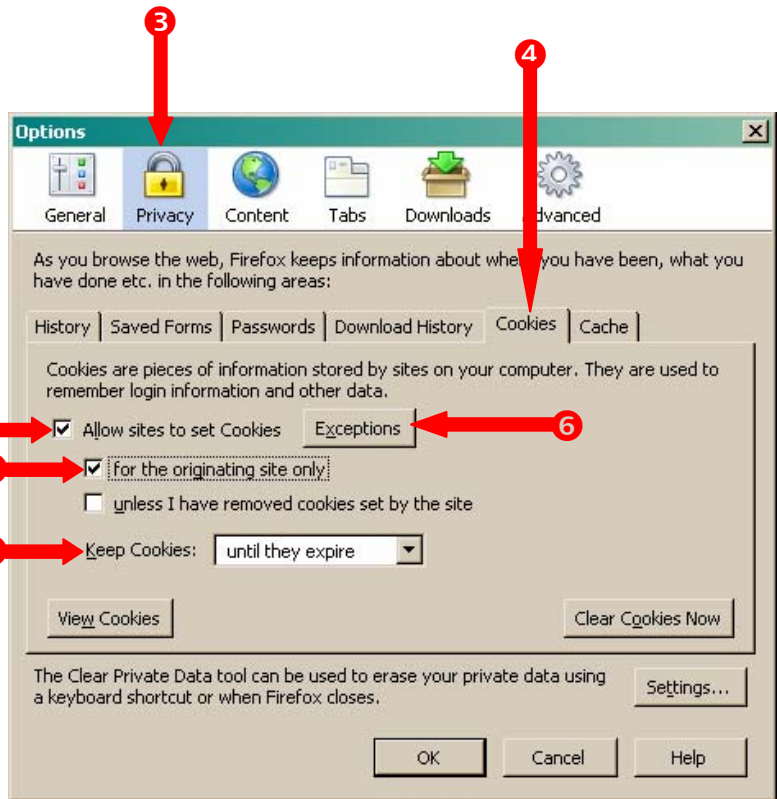 3
4
Options
General Privacy Content Tabs Downloads Advanced
As you browse the web, Firefox keeps information about where you have been, what you
have done etc. in the following areas:
History Saved Forms Passwords Download History Cookies Cache
Cookies are pieces of information stored by sites on your computer. They are used to
remember login information and other data.
Allow sites to set Cookies Exceptions 6
for the originating site only
unless I have removed cookies set by the site
Keep Cookies: until they expire
View Cookies Clear Cookies Now
The Clear Private Data tool can be used to erase your private data using
a keyboard shortcut or when Firefox closes.
Settings...
OK Cancel Help